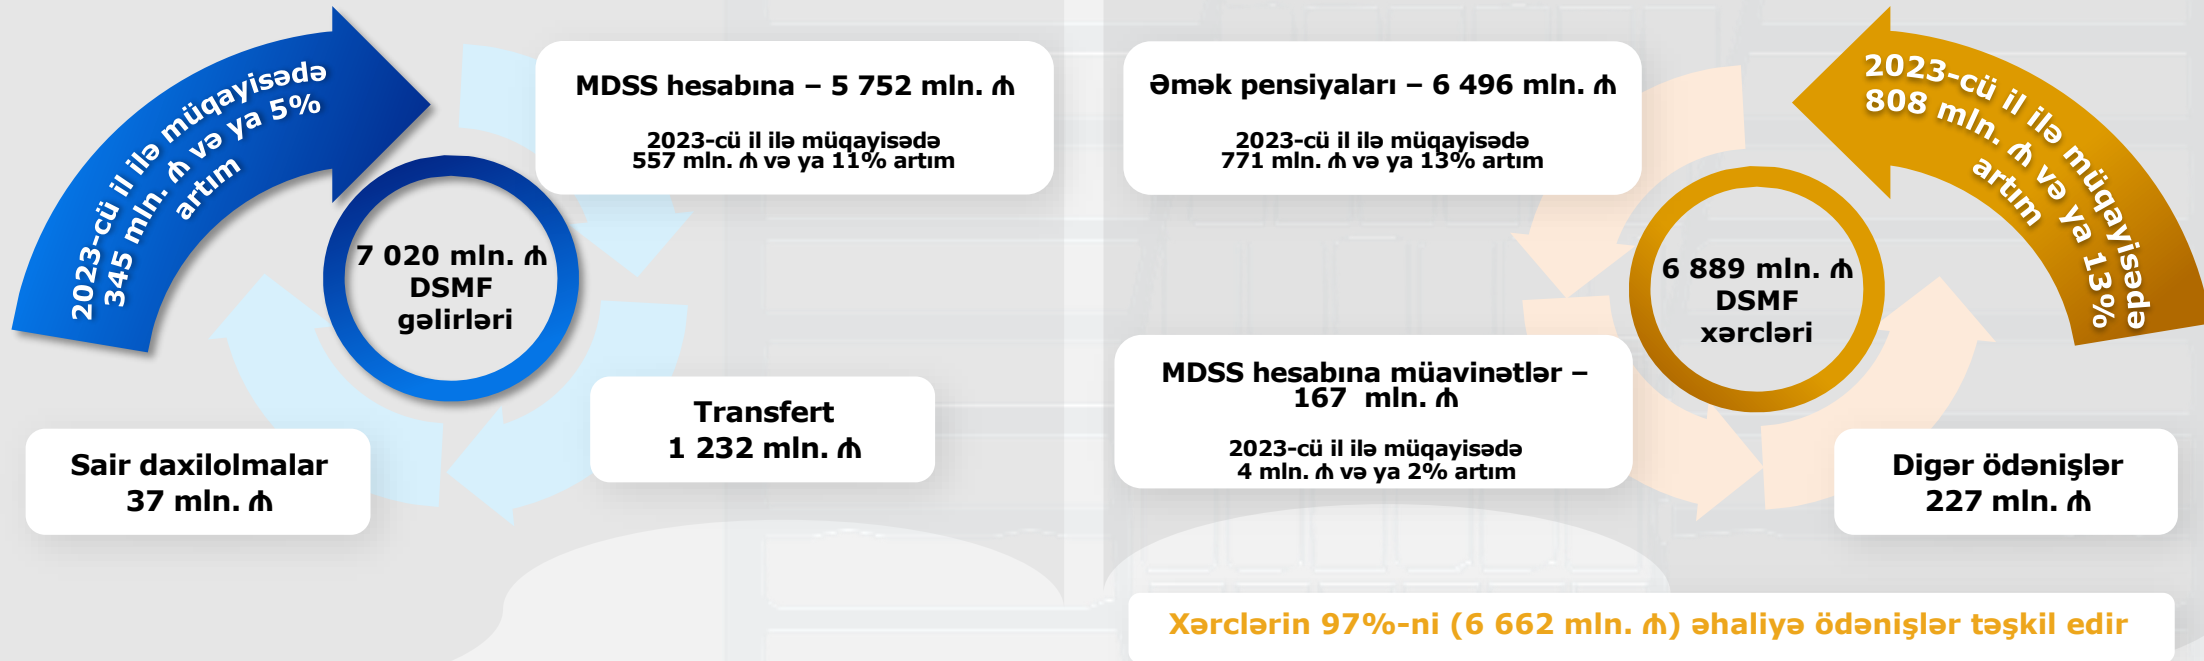 2023-cü il ilə müqayisədə
345 mln. ₼ və ya 5%
artım
7 020 mln. ₼
DSMF
gəlirləri
MDSS hesabına – 5 752 mln. ₼
2023-cü il ilə müqayisədə
557 mln. ₼ və ya 11% artım
Transfert
1 232 mln. ₼
Sair daxilolmalar
37 mln. ₼
Əmək pensiyaları – 6 496 mln. ₼
2023-cü il ilə müqayisədə
771 mln. ₼ və ya 13% artım
2023-cü il ilə müqayisədə
808 mln. ₼ və ya 13%
artım
6 889 mln. ₼
DSMF
xərcləri
MDSS hesabına müavinətlər –
167 mln. ₼
2023-cü il ilə müqayisədə
4 mln. ₼ və ya 2% artım
Digər ödənişlər
227 mln. ₼
Xərclərin 97%-ni (6 662 mln. ₼) əhaliyə ödənişlər təşkil edir